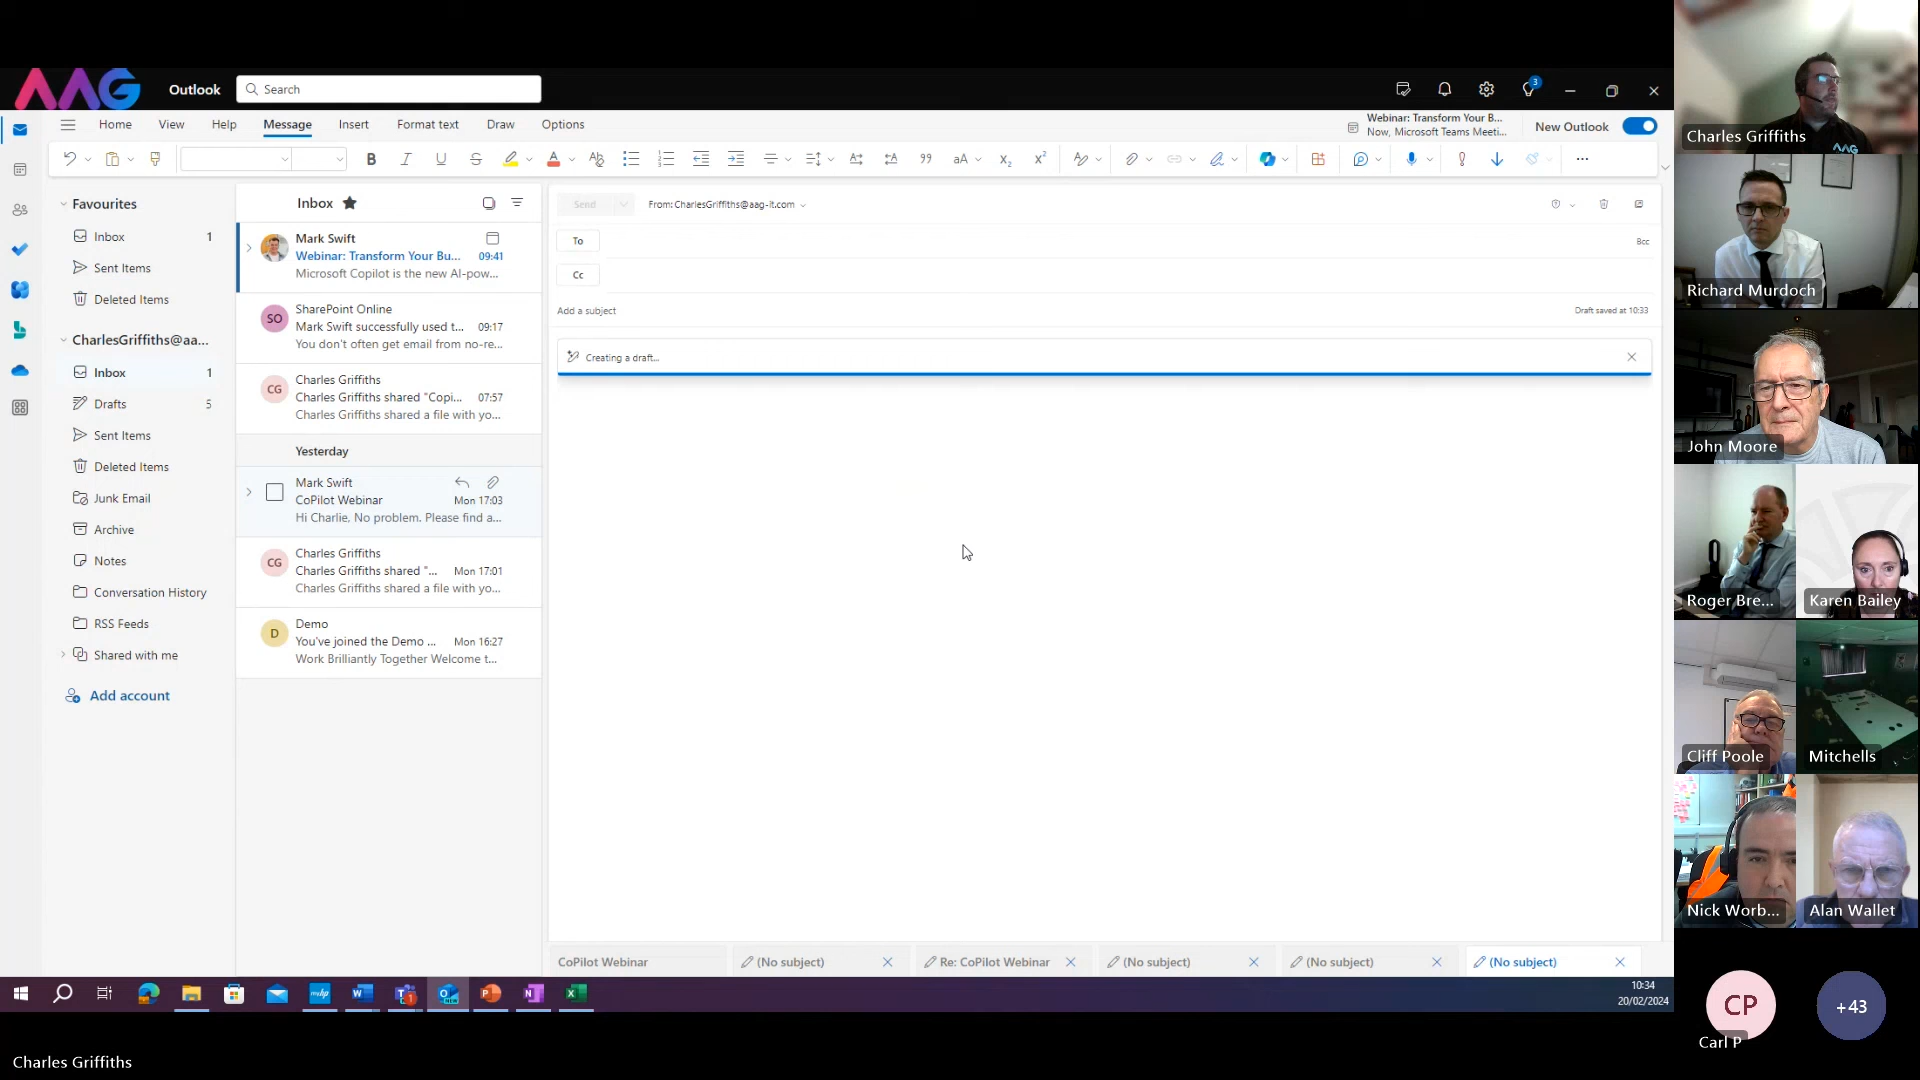 AAG
Outlook
Search
3
Home
View
Help
Message
Insert
Format text
Draw
Options
Webinar: Transform Your B...
Now, Microsoft Teams Meeti...
New Outlook
Favourites
Inbox 1
Sent Items
Deleted Items
CharlesGriffiths@aa...
Inbox 1
Drafts 5
Sent Items
Deleted Items
Junk Email
Archive
Notes
Conversation History
RSS Feeds
Shared with me
Add account
Inbox
Mark Swift
Webinar: Transform Your Bu... 09:41
Microsoft Copilot is the new AI-pow...
SO
SharePoint Online
Mark Swift successfully used t... 09:17
You don't often get email from no-re...
CG
Charles Griffiths
Charles Griffiths shared "Copi... 07:57
Charles Griffiths shared a file with yo...
Yesterday
Mark Swift
CoPilot Webinar Mon 17:03
Hi Charlie, No problem. Please find a...
CG
Charles Griffiths
Charles Griffiths shared "... Mon 17:01
Charles Griffiths shared a file with yo...
D
Demo
You've joined the Demo ... Mon 16:27
Work Brilliantly Together Welcome t...
Send
From: CharlesGriffiths@aag-it.com
To
Bcc
Cc
Add a subject
Draft saved at 10:33
Creating a draft...
CoPilot Webinar
(No subject)
Re: CoPilot Webinar
(No subject)
(No subject)
(No subject)
10:34
20/02/2024
Charles Griffiths
Charles Griffiths
AAG
Richard Murdoch
John Moore
Roger Bre...
Karen Bailey
Cliff Poole
Mitchells
Nick Worb...
Alan Wallet
CP
Carl P
+43